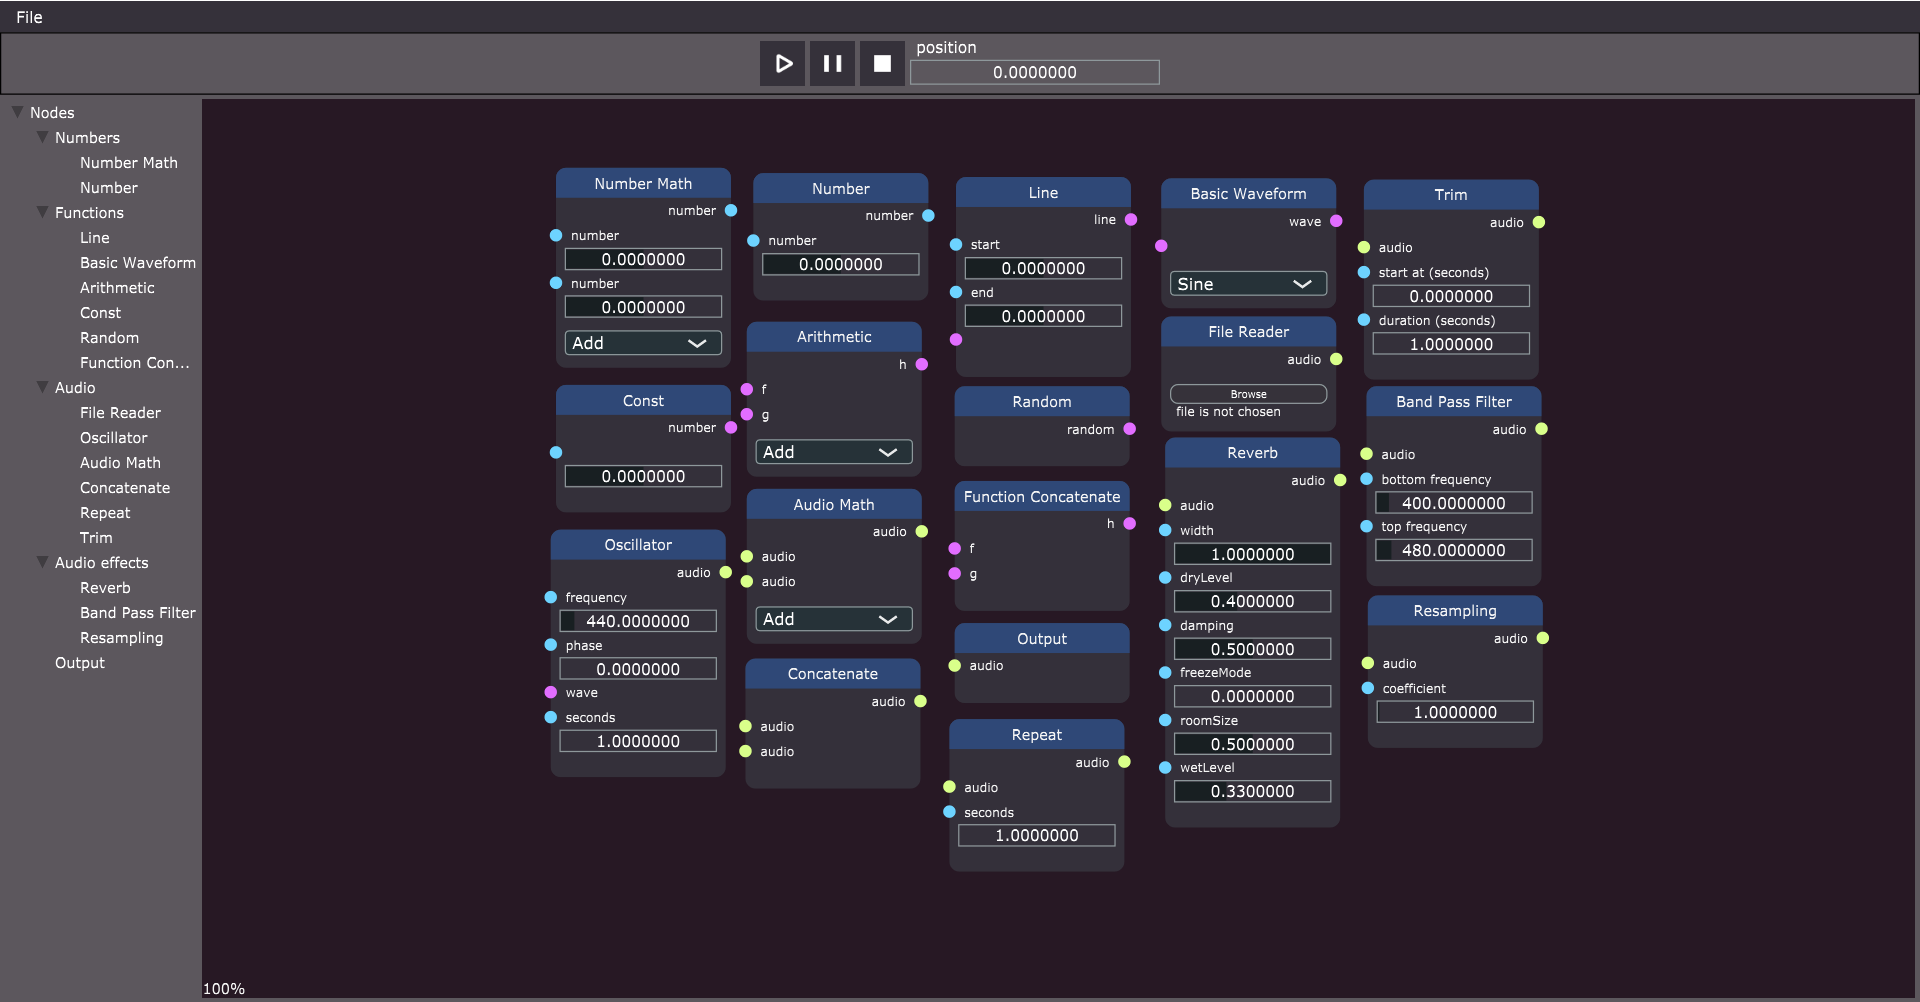 File
position
0.0000000
Nodes
Numbers
Number Math
Number
Functions
Line
Basic Waveform
Arithmetic
Const
Random
Function Con...
Audio
File Reader
Oscillator
Audio Math
Concatenate
Repeat
Trim
Audio effects
Reverb
Band Pass Filter
Resampling
Output
Number Math
number
number
0.0000000
number
0.0000000
Add
Const
number
0.0000000
Oscillator
audio
frequency
440.0000000
phase
0.0000000
wave
seconds
1.0000000
Number
number
number
0.0000000
Arithmetic
h
f
g
Add
Audio Math
audio
audio
audio
Add
Concatenate
audio
audio
audio
Line
line
start
0.0000000
end
0.0000000
Random
random
Function Concatenate
h
f
g
Output
audio
Repeat
audio
audio
seconds
1.0000000
Basic Waveform
wave
Sine
File Reader
audio
Browse
file is not chosen
Reverb
audio
audio
width
1.0000000
dryLevel
0.4000000
damping
0.5000000
freezeMode
0.0000000
roomSize
0.5000000
wetLevel
0.3300000
Trim
audio
audio
start at (seconds)
0.0000000
duration (seconds)
1.0000000
Band Pass Filter
audio
audio
bottom frequency
400.0000000
top frequency
480.0000000
Resampling
audio
audio
coefficient
1.0000000
100%